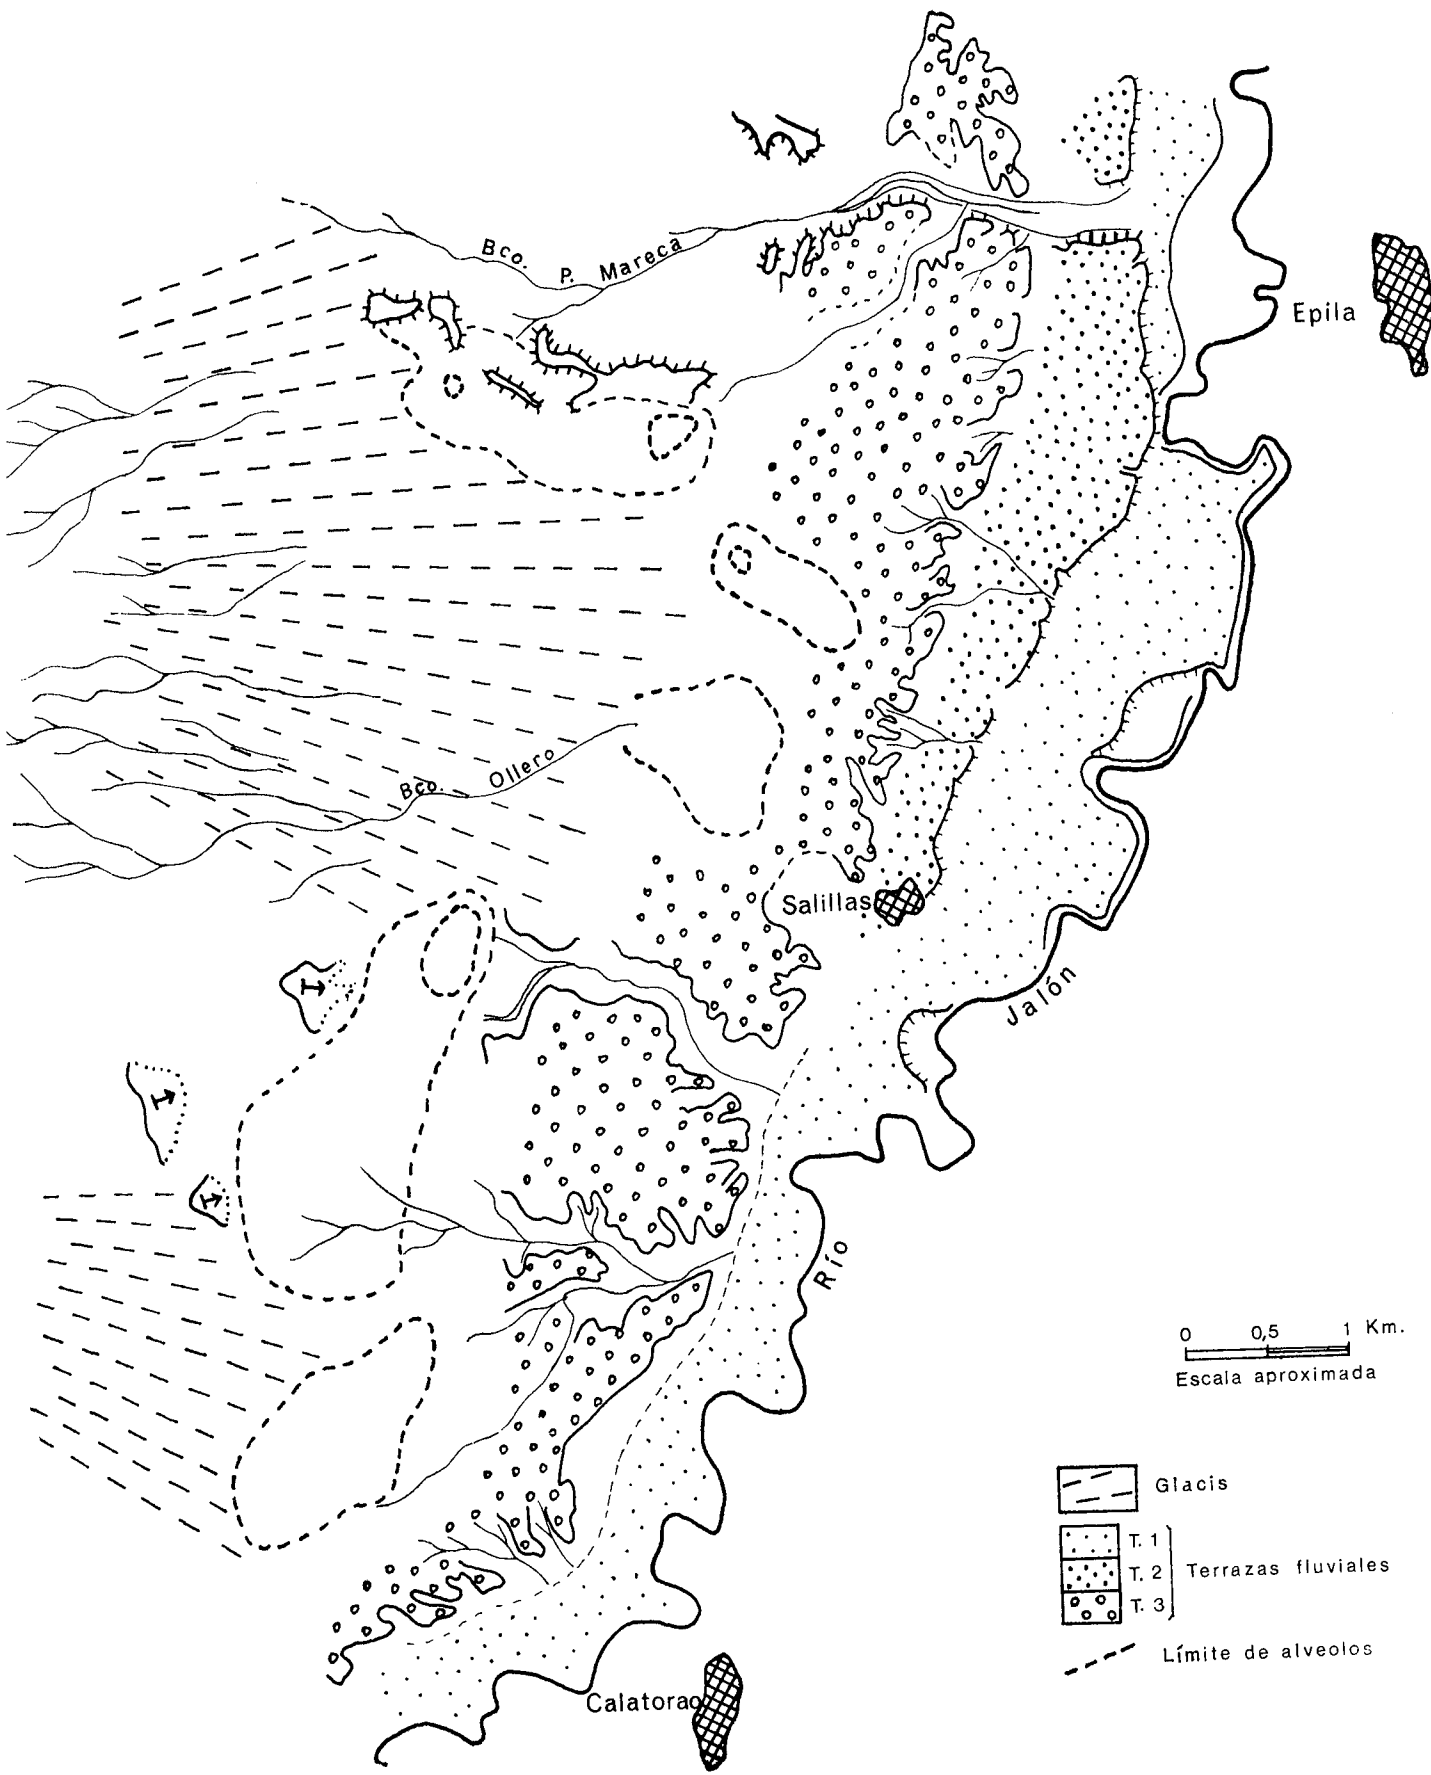 Bco. P. Mareca
Epila
Bco. Ollero
Salillas
Río Jalón
0 0,5 1 Km.
Escala aproximada
Glacis
T. 1
T. 2 Terrazas fluviales
T. 3
Límite de alveolos
Calatorao